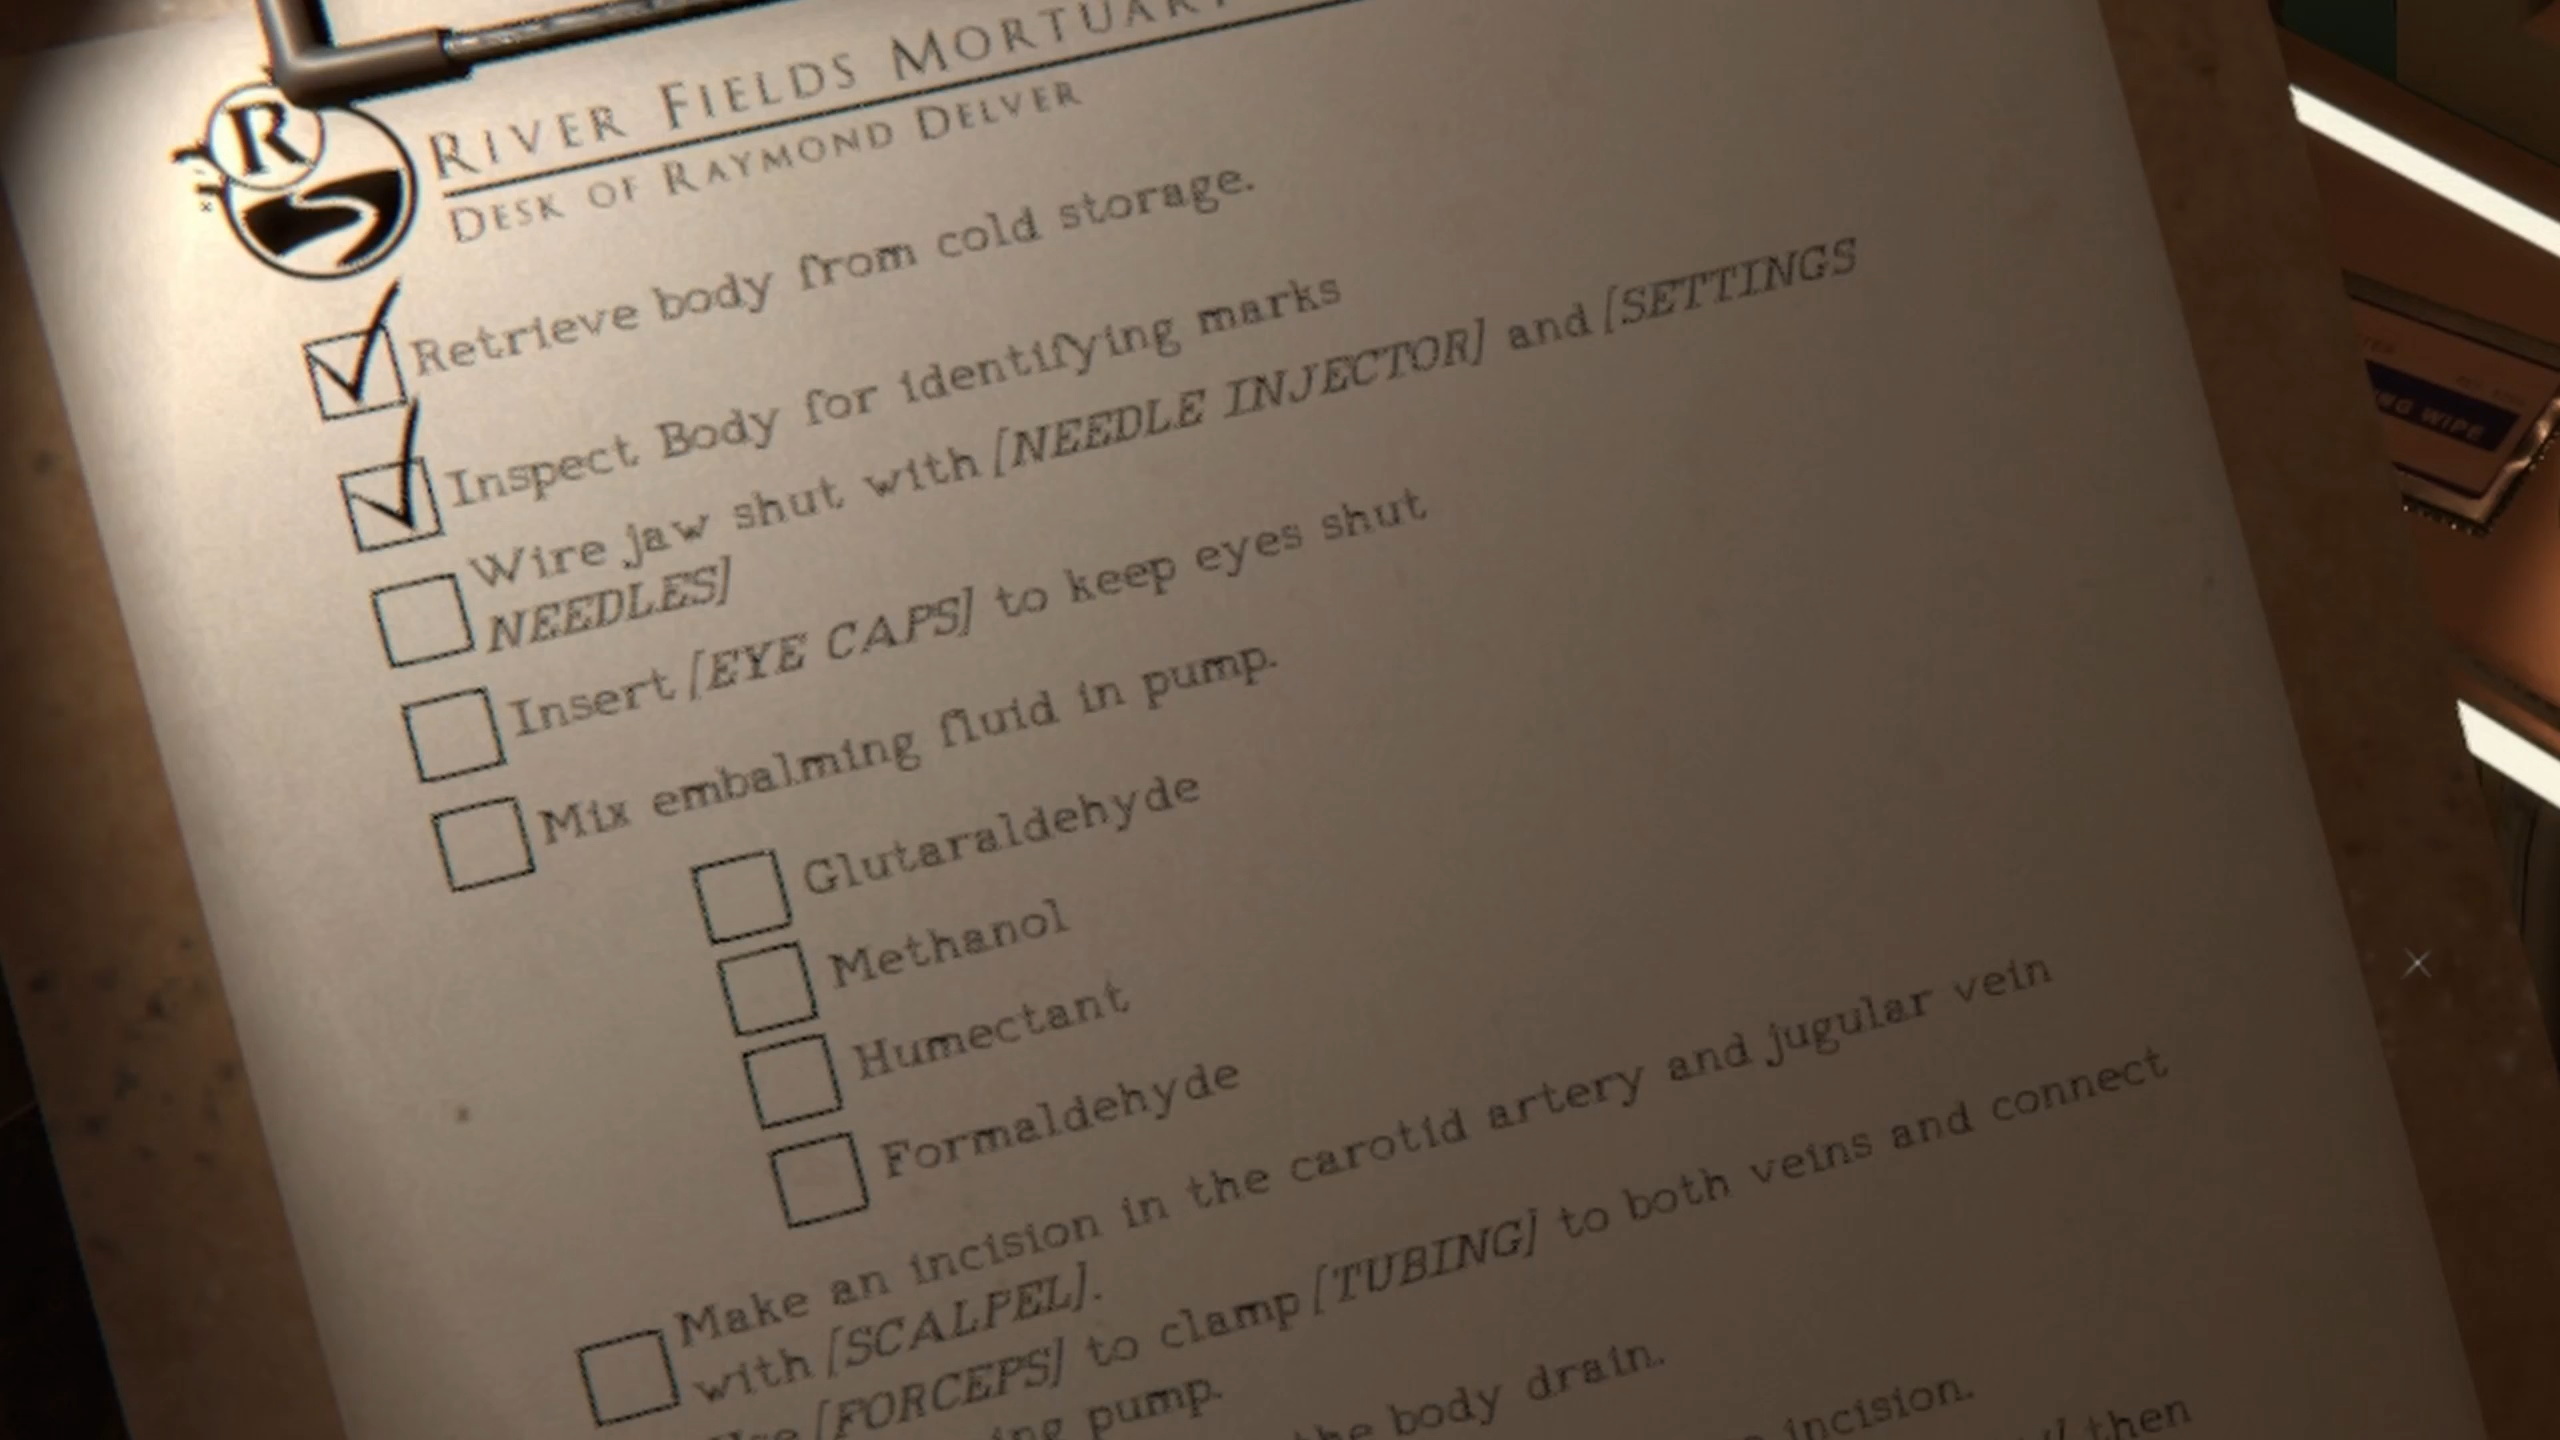 R
RIVER FIELDS MORTUARY
DESK OF RAYMOND DELVER
Retrieve body from cold storage.
Inspect Body for identifying marks
Wire jaw shut with [NEEDLE INJECTOR] and [SETTINGS
NEEDLES]
Insert [EYE CAPS] to keep eyes shut
Mix embalming fluid in pump.
Glutaraldehyde
Methanol
Humectant
Formaldehyde
Make an incision in the carotid artery and jugular vein
with [SCALPEL].
[FORCEPS] to clamp [TUBING] to both veins and connect
pump.
the body drain.
incision.
then
WIPE